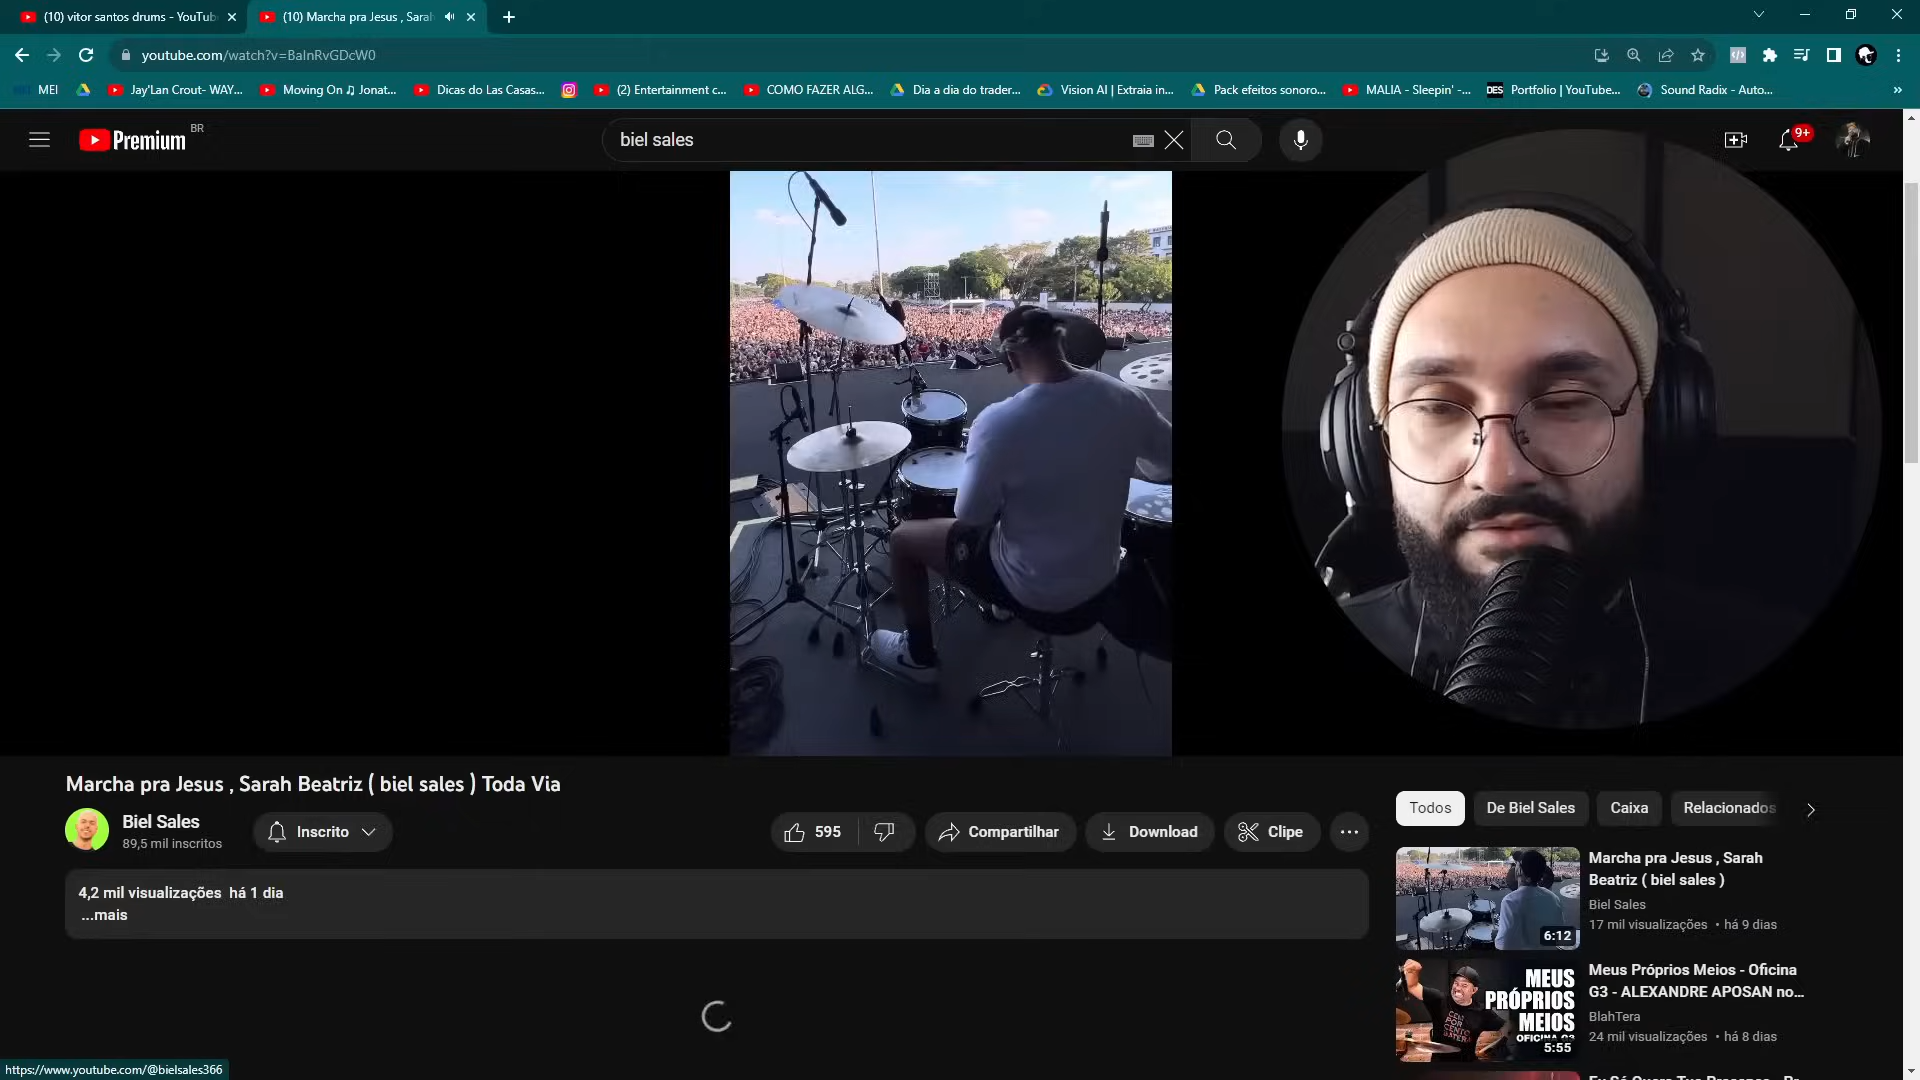 (10) vitor santos drums - YouTub
(10) Marcha pra Jesus , Sarah
youtube.com/watch?v=BaInRvGDcW0
MEI
Jay'Lan Crout- WAY...
Moving On ♫ Jonat...
Dicas do Las Casas...
(2) Entertainment c...
COMO FAZER ALG...
Dia a dia do trader...
Vision AI | Extraia in...
Pack efeitos sonoro...
MALIA - Sleepin' -...
DES
Portfolio | YouTube...
Sound Radix - Auto...
»
Premium
BR
biel sales
9+
Marcha pra Jesus , Sarah Beatriz ( biel sales ) Toda Via
Biel Sales
89,5 mil inscritos
Inscrito
595
Compartilhar
Download
Clipe
4,2 mil visualizações há 1 dia
...mais
Todos
De Biel Sales
Caixa
Relacionados
6:12
Marcha pra Jesus , Sarah
Beatriz ( biel sales )
Biel Sales
17 mil visualizações • há 9 dias
MEUS
PRÓPRIOS
MEIOS
OFICINA G3
5:55
Meus Próprios Meios - Oficina
G3 - ALEXANDRE APOSAN no...
BlahTera
24 mil visualizações • há 8 dias
https://www.youtube.com/@bielsales366